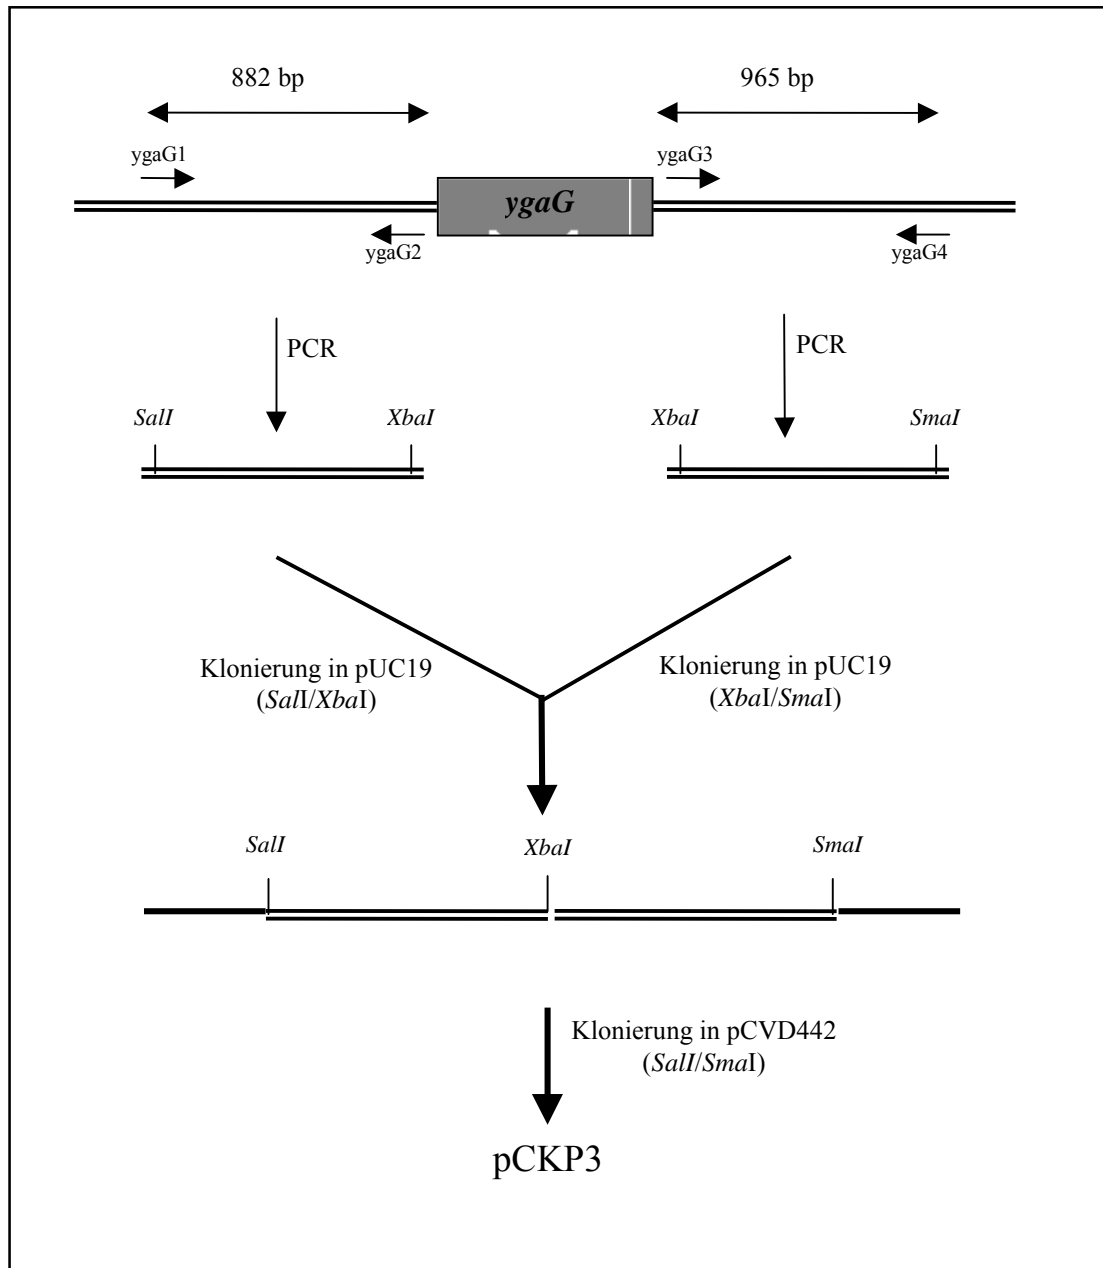 882 bp
965 bp
ygaG1
ygaG3
ygaG
ygaG2
ygaG4
PCR
PCR
SalI
XbaI
XbaI
SmaI
Klonierung in pUC19
(SalI/XbaI)
Klonierung in pUC19
(XbaI/SmaI)
SalI
XbaI
SmaI
Klonierung in pCVD442
(SalI/SmaI)
pCKP3